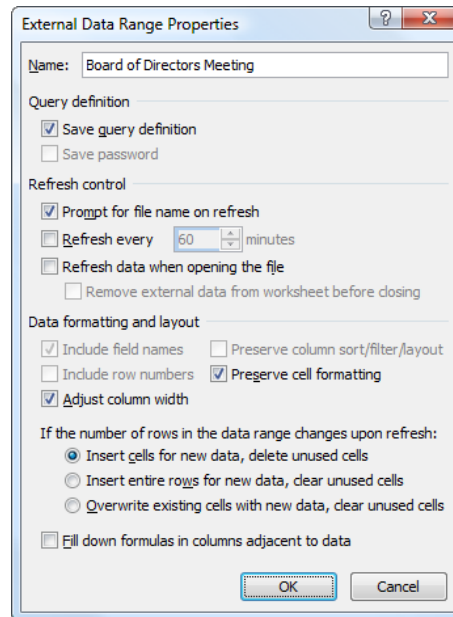 External Data Range Properties
Name: Board of Directors Meeting
Query definition
Save query definition
Save password
Refresh control
Prompt for file name on refresh
Refresh every 60 minutes
Refresh data when opening the file
Remove external data from worksheet before closing
Data formatting and layout
Include field names Preserve column sort/filter/layout
Include row numbers Preserve cell formatting
Adjust column width
If the number of rows in the data range changes upon refresh:
Insert cells for new data, delete unused cells
Insert entire rows for new data, clear unused cells
Overwrite existing cells with new data, clear unused cells
Fill down formulas in columns adjacent to data
OK Cancel